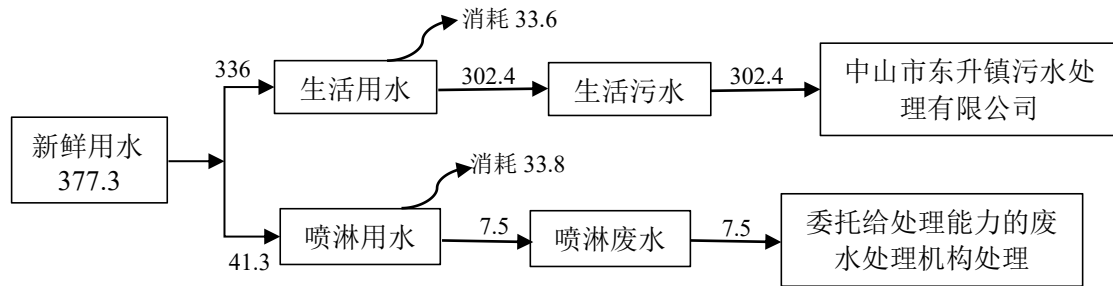 消耗 33.6
336
生活用水
302.4
生活污水
302.4
中山市东升镇污水处
理有限公司
新鲜用水
377.3
消耗 33.8
41.3
喷淋用水
7.5
喷淋废水
7.5
委托给处理能力的废
水处理机构处理